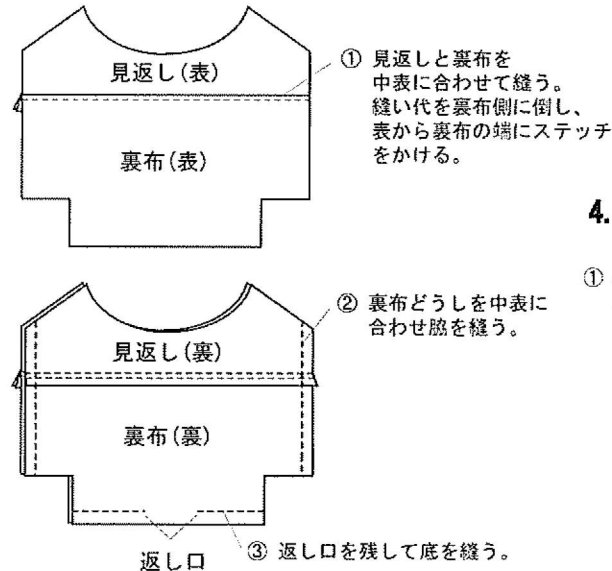 見返し(表)
裏布(表)
① 見返しと裏布を
中表に合わせて縫う。
縫い代を裏布側に倒し、
表から裏布の端にステッチ
をかける。
4.
①
見返し(裏)
裏布(裏)
② 裏布どうしを中表に
合わせ脇を縫う。
返し口
③ 返し口を残して底を縫う。